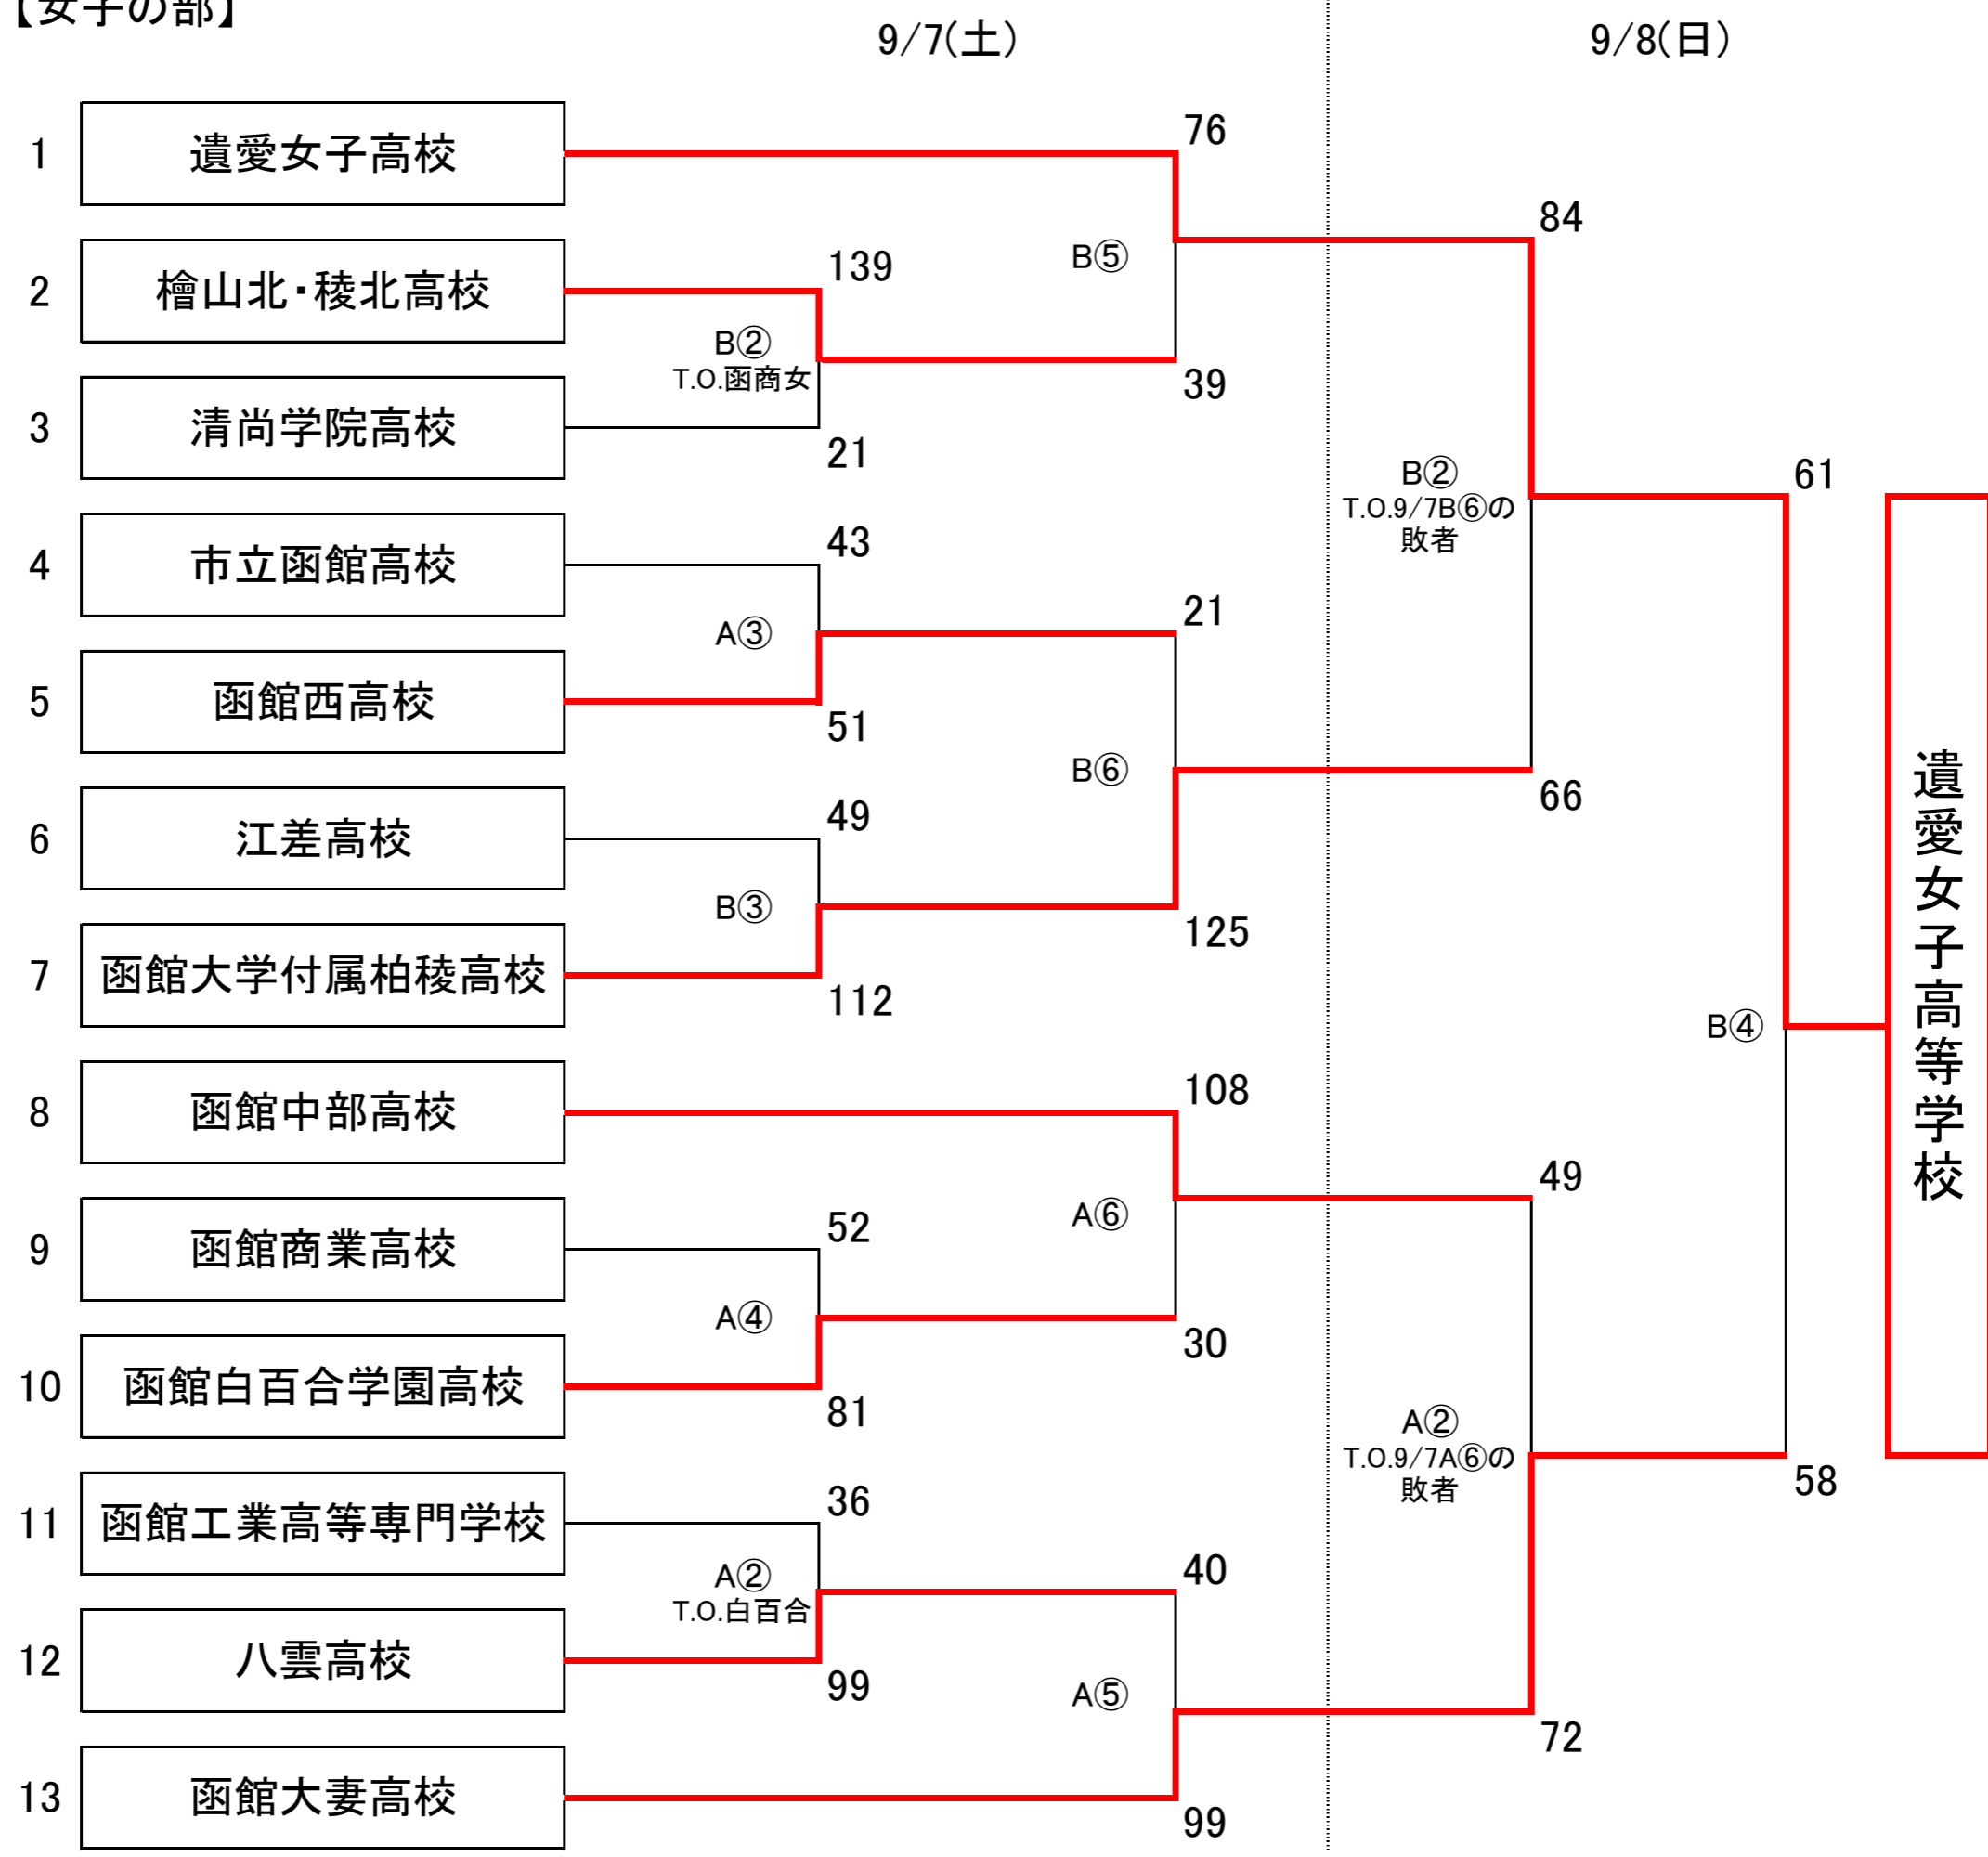 【女子の部】
9/7(土)
9/8(日)
1
遺愛女子高校
76
84
2
檜山北・稜北高校
139
B⑤
B②
T.O.函商女
39
3
清尚学院高校
21
B②
T.O.9/7B⑥の
敗者
61
4
市立函館高校
43
A③
21
5
函館西高校
51
B⑥
66
6
江差高校
49
B③
125
7
函館大学付属柏稜高校
112
B④
遺愛女子高等学校
8
函館中部高校
108
49
9
函館商業高校
52
A⑥
A④
30
10
函館白百合学園高校
81
A②
T.O.9/7A⑥の
敗者
58
11
函館工業高等専門学校
36
A②
T.O.白百合
40
12
八雲高校
99
A⑤
72
13
函館大妻高校
99